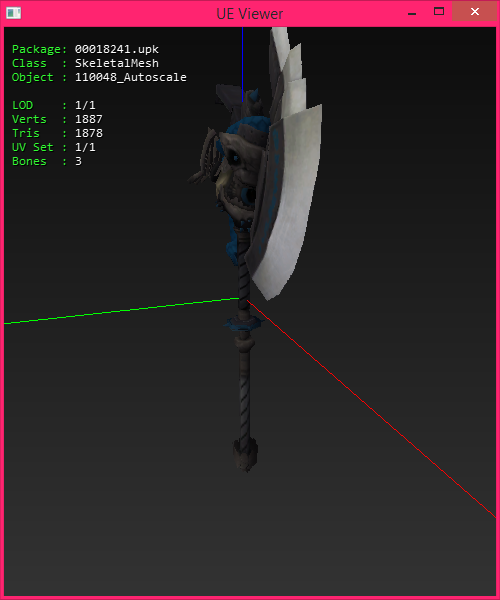 UE Viewer
Package: 00018241.upk
Class : SkeletalMesh
Object : 110048_Autoscale
LOD : 1/1
Verts : 1887
Tris : 1878
UV Set : 1/1
Bones : 3